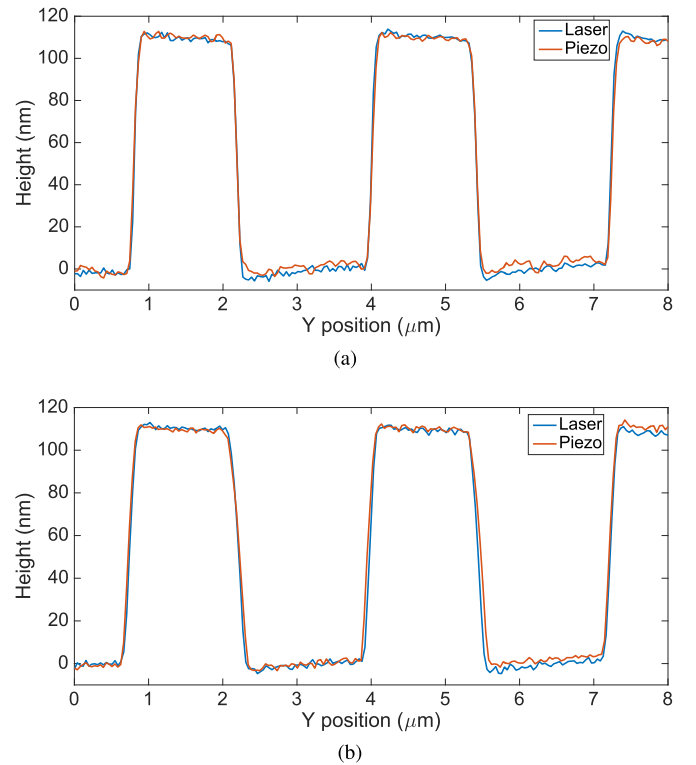 120
100
80
60
40
20
0
Height (nm)
Laser
Piezo
0 1 2 3 4 5 6 7 8
Y position (μm)
(a)
120
100
80
60
40
20
0
Height (nm)
Laser
Piezo
0 1 2 3 4 5 6 7 8
Y position (μm)
(b)